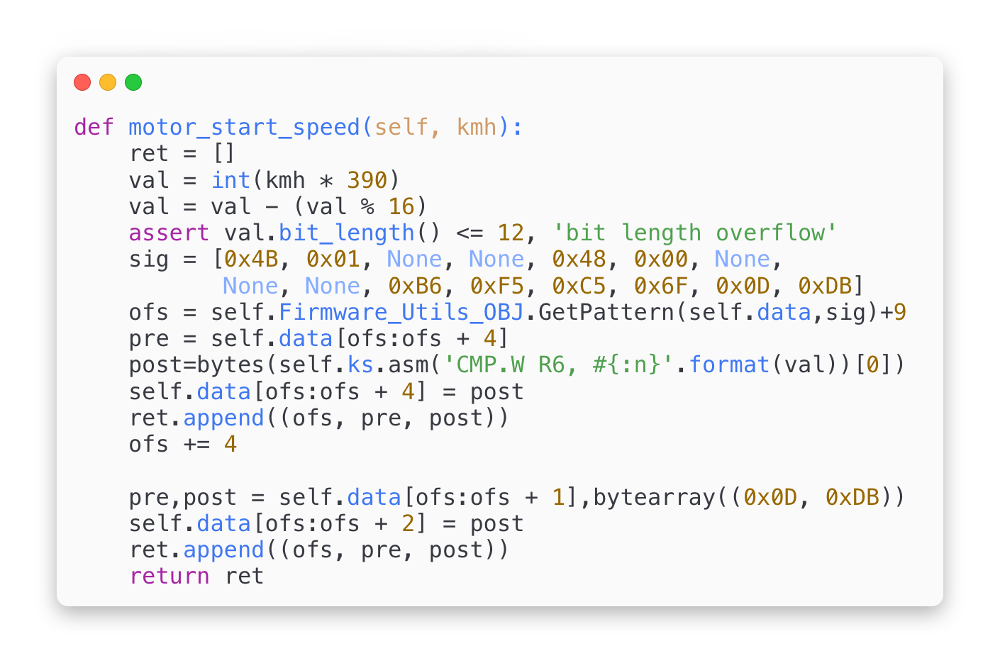 def motor_start_speed(self, kmh):
    ret = []
    val = int(kmh * 390)
    val = val - (val % 16)
    assert val.bit_length() <= 12, 'bit length overflow'
    sig = [0x4B, 0x01, None, None, 0x48, 0x00, None,
           None, None, 0xB6, 0xF5, 0xC5, 0x6F, 0x0D, 0xDB]
    ofs = self.Firmware_Utils_OBJ.GetPattern(self.data,sig)+9
    pre = self.data[ofs:ofs + 4]
    post=bytes(self.ks.asm('CMP.W R6, #{:n}'.format(val))[0])
    self.data[ofs:ofs + 4] = post
    ret.append((ofs, pre, post))
    ofs += 4

    pre,post = self.data[ofs:ofs + 1],bytearray((0x0D, 0xDB))
    self.data[ofs:ofs + 2] = post
    ret.append((ofs, pre, post))
    return ret